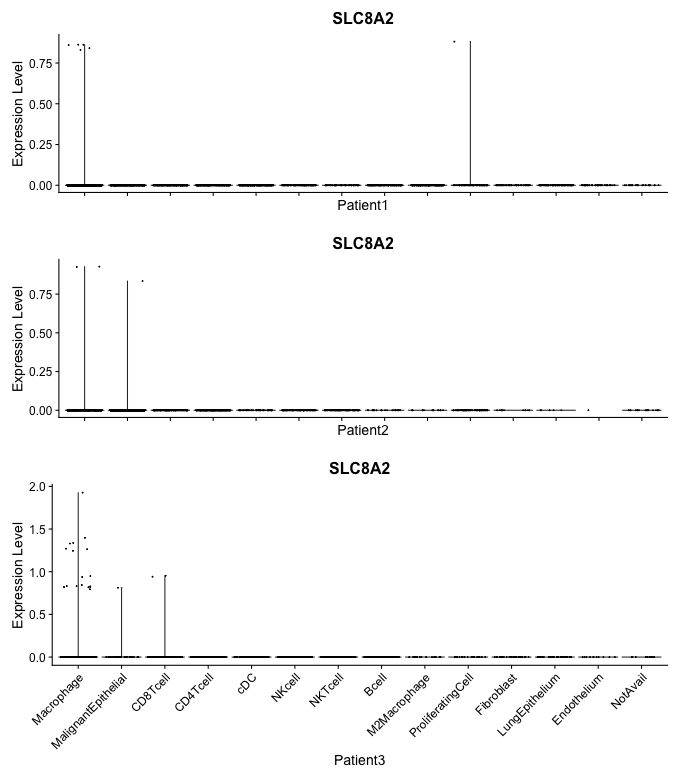 SLC8A2
Expression Level
0.75
0.50
0.25
0.00
Patient1
SLC8A2
Expression Level
0.75
0.50
0.25
0.00
Patient2
SLC8A2
Expression Level
2.0
1.5
1.0
0.5
0.0
Macrophage
MalignantEpithelial
CD8Tcell
CD4Tcell
cDC
NKcell
NKTcell
Bcell
M2Macrophage
ProliferatingCell
Fibroblast
LungEpithelium
Endothelium
NotAvail
Patient3